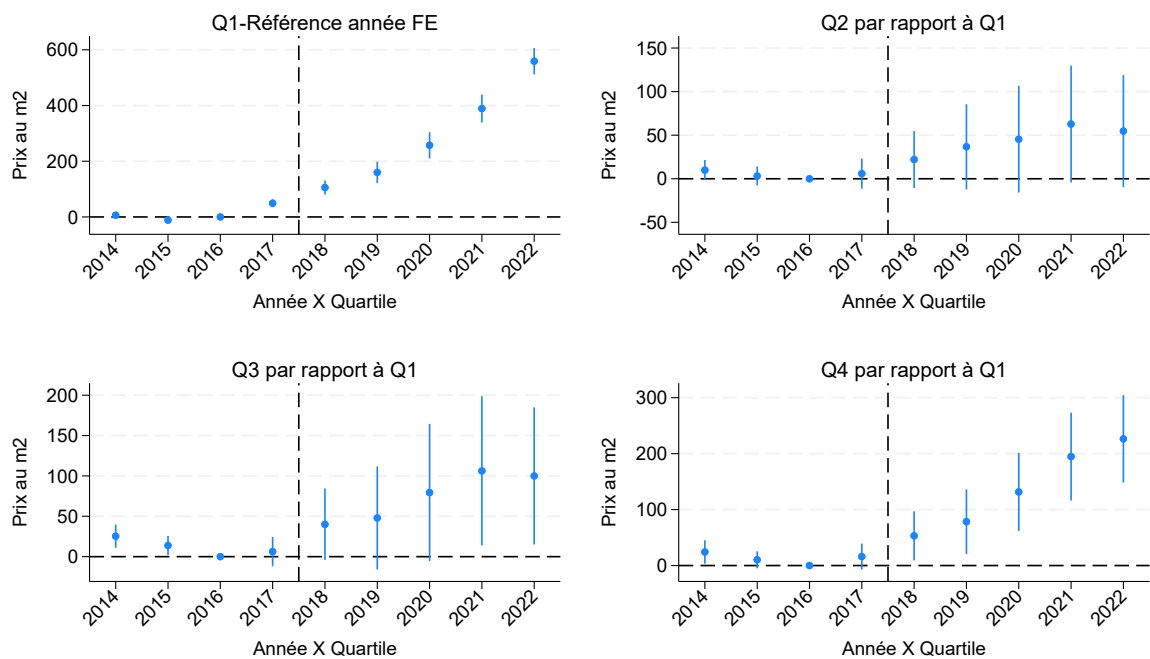 Q1-Référence année FE
Prix au m2
600
400
200
0
2014 2015 2016 2017 2018 2019 2020 2021 2022
Année X Quartile
Q2 par rapport à Q1
Prix au m2
150
100
50
0
-50
2014 2015 2016 2017 2018 2019 2020 2021 2022
Année X Quartile
Q3 par rapport à Q1
Prix au m2
200
150
100
50
0
2014 2015 2016 2017 2018 2019 2020 2021 2022
Année X Quartile
Q4 par rapport à Q1
Prix au m2
300
200
100
0
2014 2015 2016 2017 2018 2019 2020 2021 2022
Année X Quartile